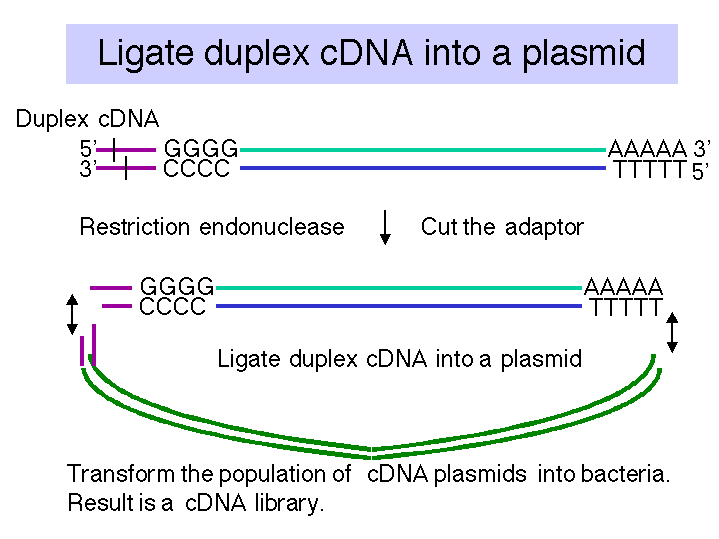 Ligate duplex cDNA into a plasmid
Duplex cDNA
5' GGGG AAAAA 3'
3' CCCC TTTTT 5'
Restriction endonuclease Cut the adaptor
GGGG AAAAA
CCCC TTTTT
Ligate duplex cDNA into a plasmid
Transform the population of cDNA plasmids into bacteria.
Result is a cDNA library.